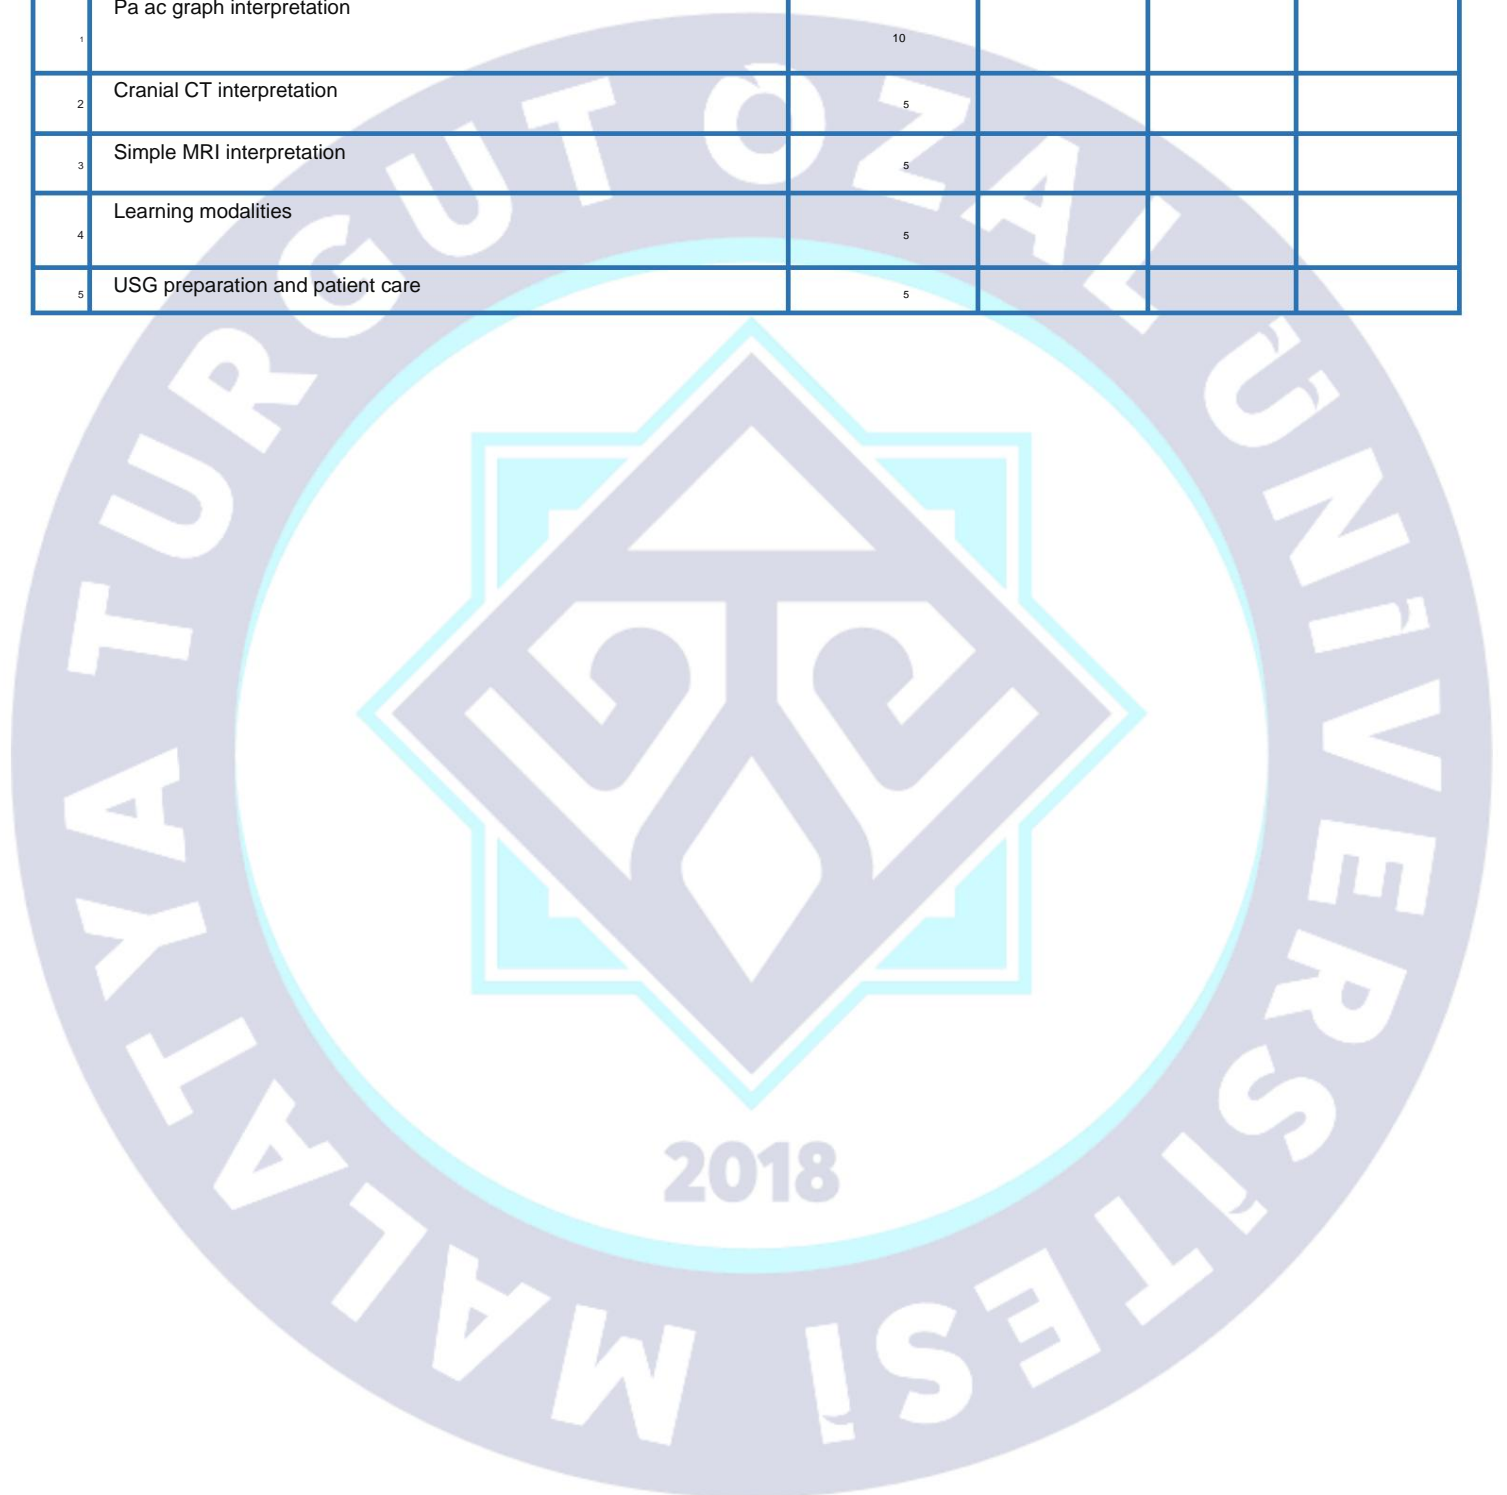 Pa ac graph interpretation
1 10
Cranial CT interpretation
2 5
Simple MRI interpretation
3 5
Learning modalities
4 5
USG preparation and patient care
5 5
MALATYA TURGUT ÖZAL ÜNİVERSİTESİ
2018